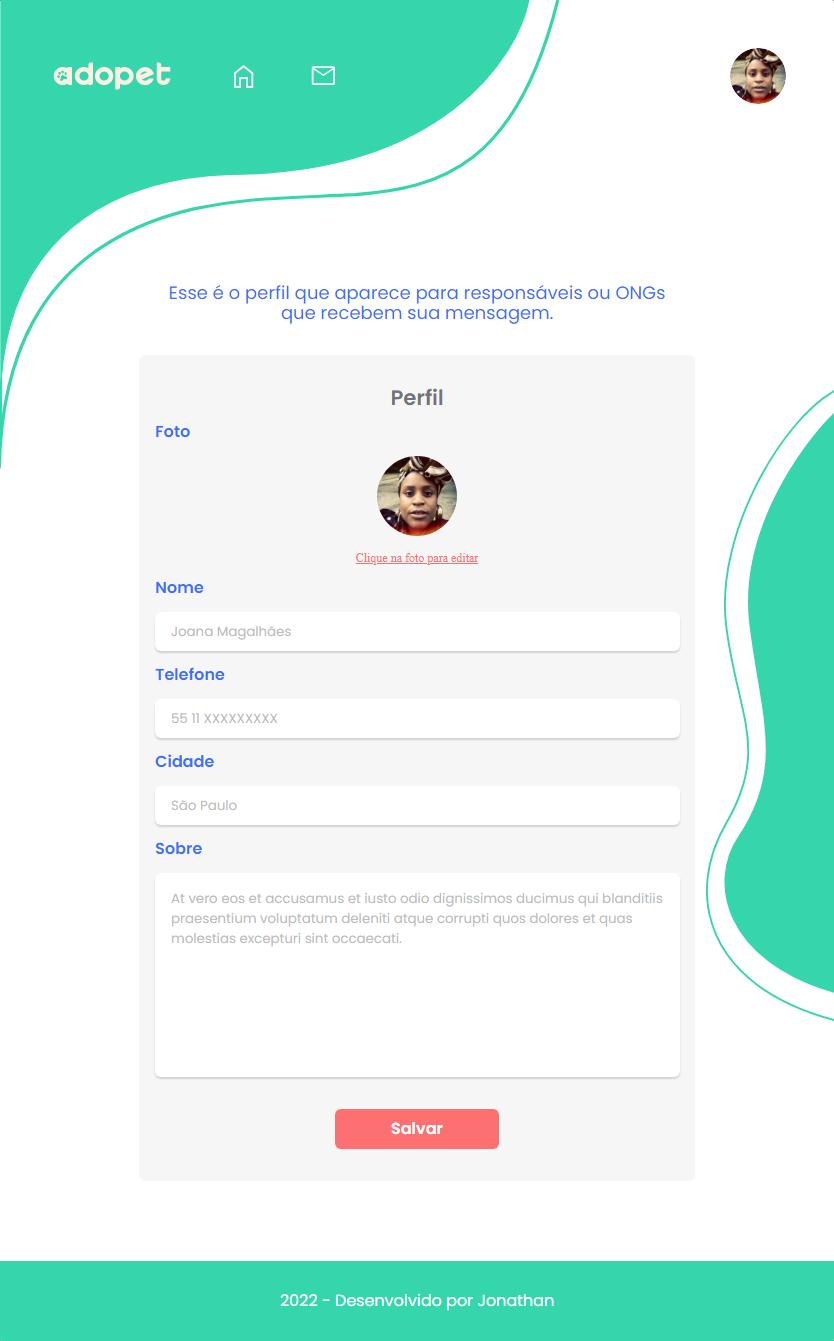 adopet
Esse é o perfil que aparece para responsáveis ou ONGs
que recebem sua mensagem.
Perfil
Foto
Clique na foto para editar
Nome
Joana Magalhães
Telefone
55 11 XXXXXXXXX
Cidade
São Paulo
Sobre
At vero eos et accusamus et iusto odio dignissimos ducimus qui blanditiis
praesentium voluptatum deleniti atque corrupti quos dolores et quas
molestias excepturi sint occaecati.
Salvar
2022 - Desenvolvido por Jonathan